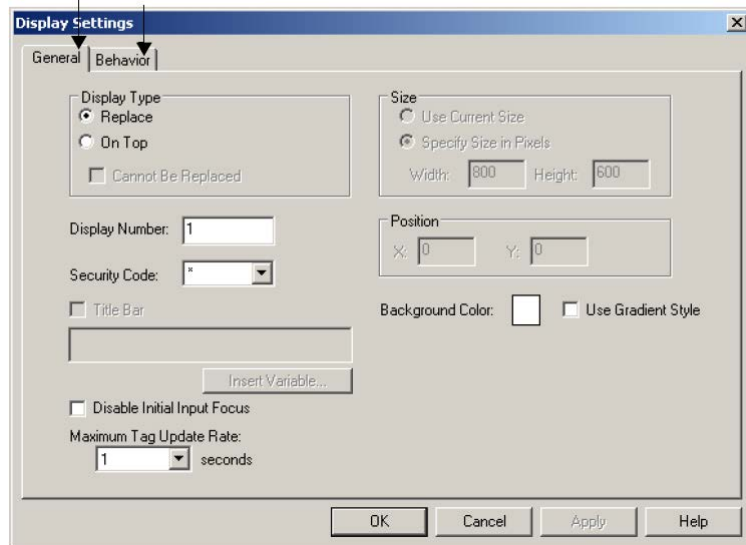 Display Settings
General
Behavior
Display Type
Replace
On Top
Cannot Be Replaced
Size
Use Current Size
Specify Size in Pixels
Width: 800 Height: 600
Display Number: 1
Position
X: 0 Y: 0
Security Code: *
Title Bar
Background Color:
Use Gradient Style
Insert Variable...
Disable Initial Input Focus
Maximum Tag Update Rate:
1 seconds
OK
Cancel
Apply
Help